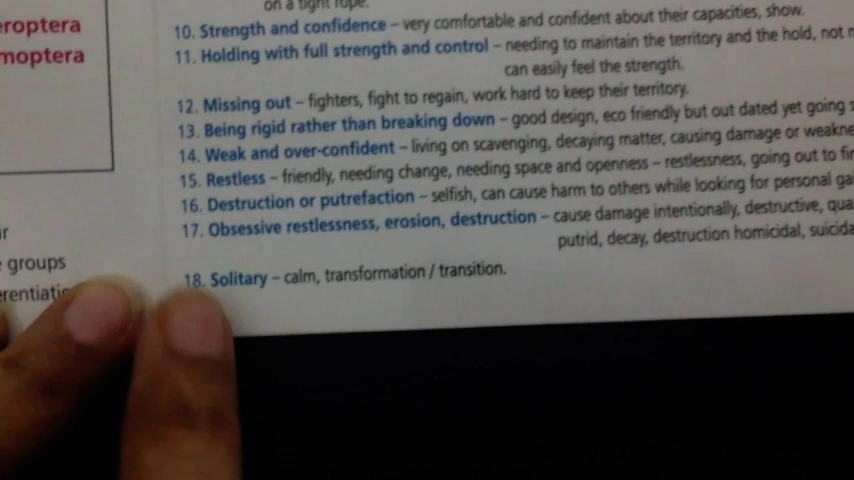 on a tight rope.
10. Strength and confidence – very comfortable and confident about their capacities, show.
11. Holding with full strength and control – needing to maintain the territory and the hold, not
can easily feel the strength.
12. Missing out – fighters, fight to regain, work hard to keep their territory.
13. Being rigid rather than breaking down – good design, eco friendly but out dated yet going
14. Weak and over-confident – living on scavenging, decaying matter, causing damage or
15. Restless – friendly, needing change, needing space and openness – restlessness, going out to
16. Destruction or putrefaction – selfish, can cause harm to others while looking for personal
17. Obsessive restlessness, erosion, destruction – cause damage intentionally, destructive,
putrid, decay, destruction homicidal,
18. Solitary – calm, transformation / transition.
eroptera
moptera
groups